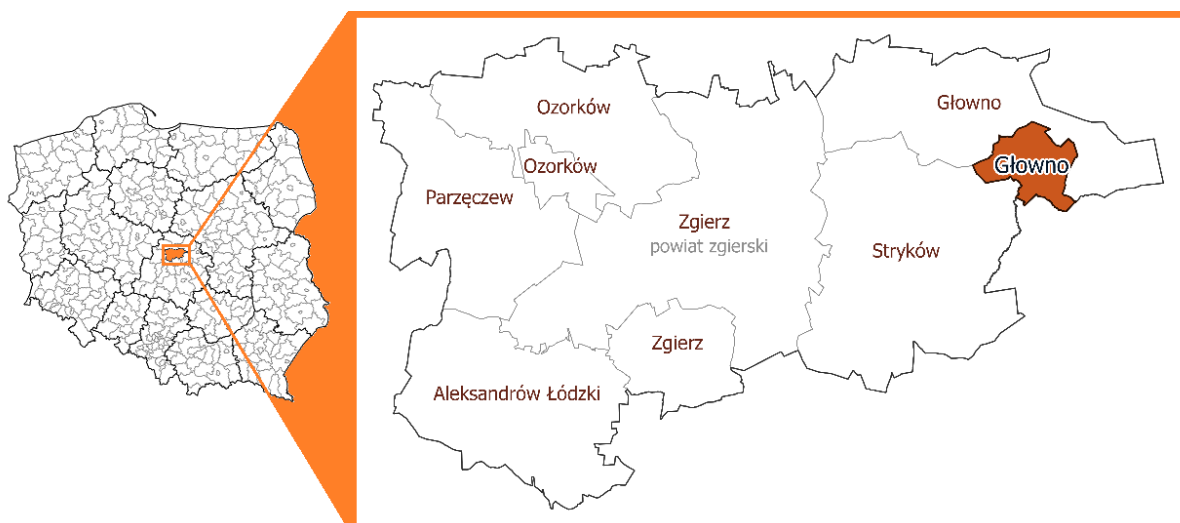 Ozorków
Głowno
Ozorków
Głowno
Parzęczew
Zgierz
powiat zgierski
Stryków
Zgierz
Aleksandrów Łódzki